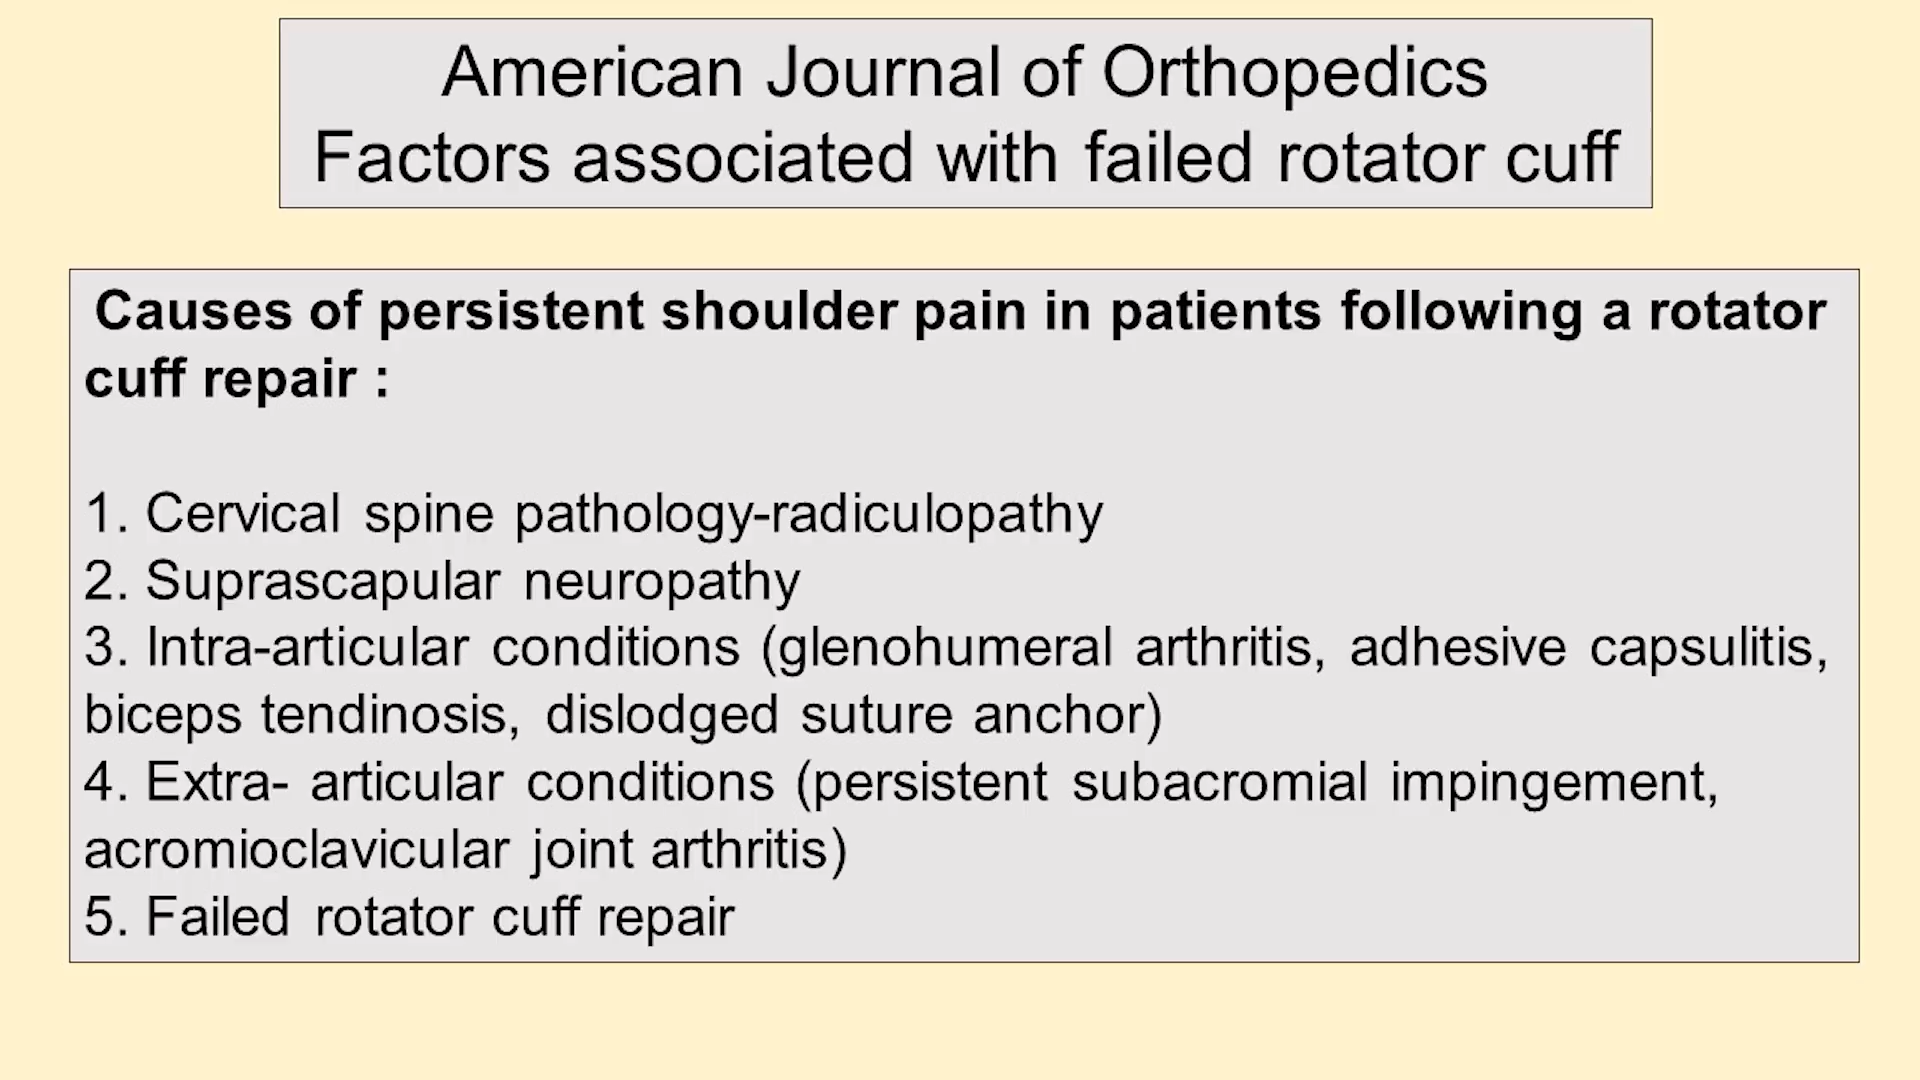 American Journal of Orthopedics
Factors associated with failed rotator cuff
Causes of persistent shoulder pain in patients following a rotator
cuff repair :
1. Cervical spine pathology-radiculopathy
2. Suprascapular neuropathy
3. Intra-articular conditions (glenohumeral arthritis, adhesive capsulitis,
biceps tendinosis, dislodged suture anchor)
4. Extra- articular conditions (persistent subacromial impingement,
acromioclavicular joint arthritis)
5. Failed rotator cuff repair